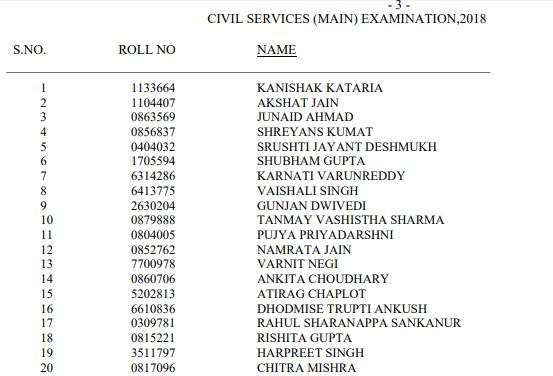 - 3 -
CIVIL SERVICES (MAIN) EXAMINATION,2018
S.NO. ROLL NO NAME
1 1133664 KANISHAK KATARIA
2 1104407 AKSHAT JAIN
3 0863569 JUNAID AHMAD
4 0856837 SHREYANS KUMAT
5 0404032 SRUSHTI JAYANT DESHMUKH
6 1705594 SHUBHAM GUPTA
7 6314286 KARNATI VARUNREDDY
8 6413775 VAISHALI SINGH
9 2630204 GUNJAN DWIVEDI
10 0879888 TANMAY VASHISTHA SHARMA
11 0804005 PUJYA PRIYADARSHNI
12 0852762 NAMRATA JAIN
13 7700978 VARNIT NEGI
14 0860706 ANKITA CHOUDHARY
15 5202813 ATIRAG CHAPLOT
16 6610836 DHODMISE TRUPTI ANKUSH
17 0309781 RAHUL SHARANAPPA SANKANUR
18 0815221 RISHITA GUPTA
19 3511797 HARPREET SINGH
20 0817096 CHITRA MISHRA